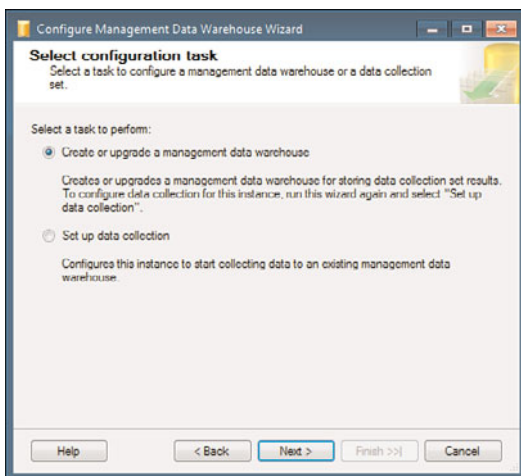 Configure Management Data Warehouse Wizard
Select configuration task
Select a task to configure a management data warehouse or a data collection
set.
Select a task to perform:
Create or upgrade a management data warehouse
Creates or upgrades a management data warehouse for storing data collection set results.
To configure data collection for this instance, run this wizard again and select "Set up
data collection".
Set up data collection
Configures this instance to start collecting data to an existing management data
warehouse.
Help
< Back
Next >
Finish >>|
Cancel